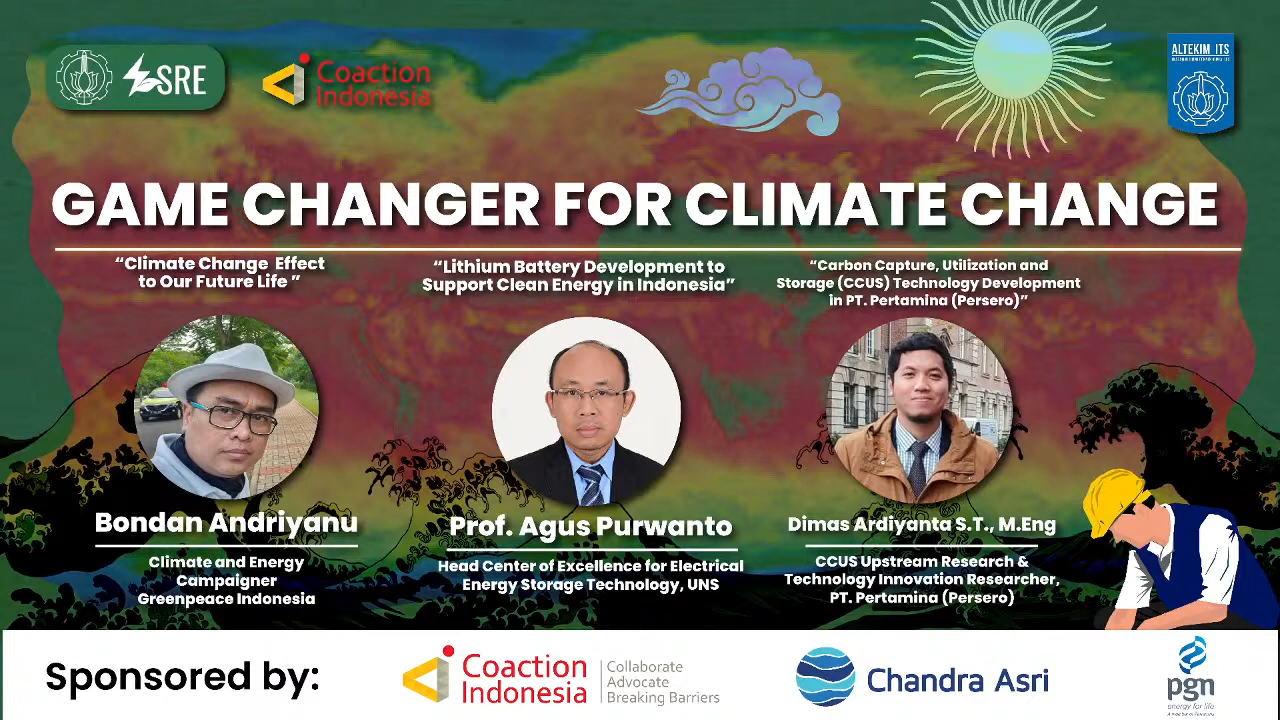 SRE
Coaction
Indonesia
ALTEKIM ITS
GAME CHANGER FOR CLIMATE CHANGE
“Climate Change Effect
to Our Future Life ”
“Lithium Battery Development to
Support Clean Energy in Indonesia”
“Carbon Capture, Utilization and
Storage (CCUS) Technology Development
in PT. Pertamina (Persero)”
Bondan Andriyanu
Climate and Energy
Campaigner
Greenpeace Indonesia
Prof. Agus Purwanto
Head Center of Excellence for Electrical
Energy Storage Technology, UNS
Dimas Ardiyanta S.T., M.Eng
CCUS Upstream Research &
Technology Innovation Researcher,
PT. Pertamina (Persero)
Sponsored by:
Coaction
Indonesia
Collaborate
Advocate
Breaking Barriers
Chandra Asri
pgn
energy for life